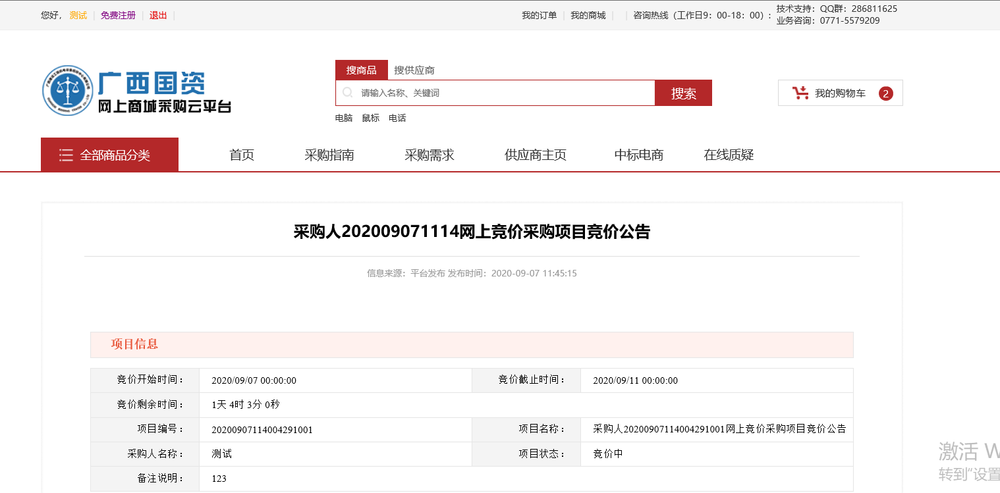 您好， 测试 | 免费注册 | 退出 |
我的订单 | 我的商城 | | 咨询热线（工作日9：00-18：00）：
技术支持：QQ群：286811625
业务咨询：0771-5579209
广西国资
网上商城采购云平台
搜商品 搜供应商
请输入名称、关键词 搜索
我的购物车 2
电脑 鼠标 电话
全部商品分类 首页 采购指南 采购需求 供应商主页 中标电商 在线质疑
采购人202009071114网上竞价采购项目竞价公告
信息来源：平台发布 发布时间：2020-09-07 11:45:15
项目信息
竞价开始时间： 2020/09/07 00:00:00 竞价截止时间： 2020/09/11 00:00:00
竞价剩余时间： 1天 4时 3分 0秒
项目编号： 20200907114004291001 项目名称： 采购人20200907114004291001网上竞价采购项目竞价公告
采购人名称： 测试 项目状态： 竞价中
备注说明： 123
激活 W
转到"设置